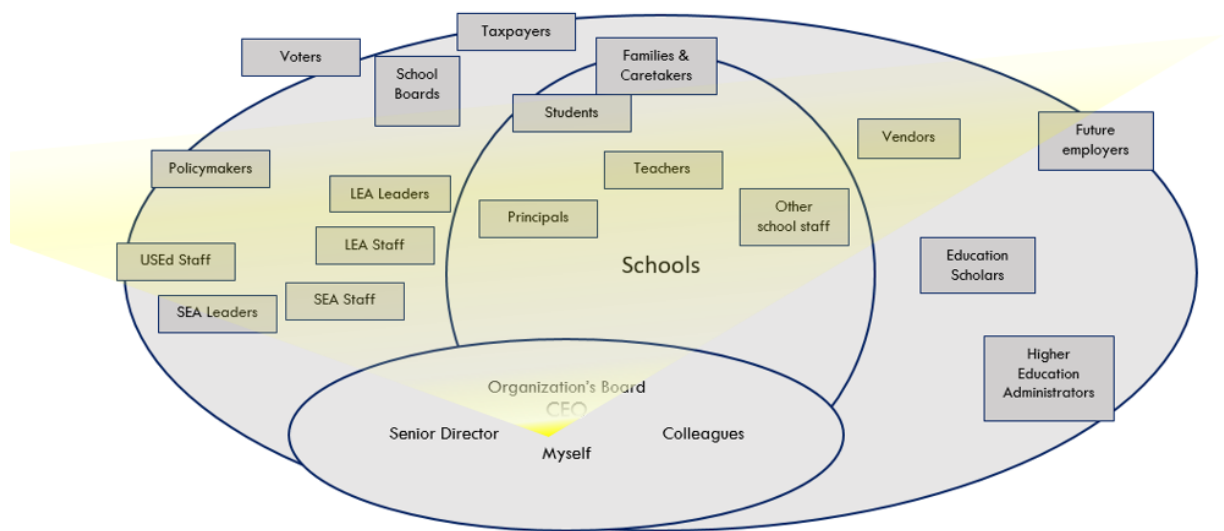 Taxpayers
Voters
Families &
Caretakers
School
Boards
Students
Vendors
Future
employers
Policymakers
Teachers
LEA Leaders
Principals
Other
school staff
LEA Staff
USEd Staff
Schools
Education
Scholars
SEA Staff
SEA Leaders
Higher
Education
Administrators
Organization's Board
CEO
Senior Director
Colleagues
Myself